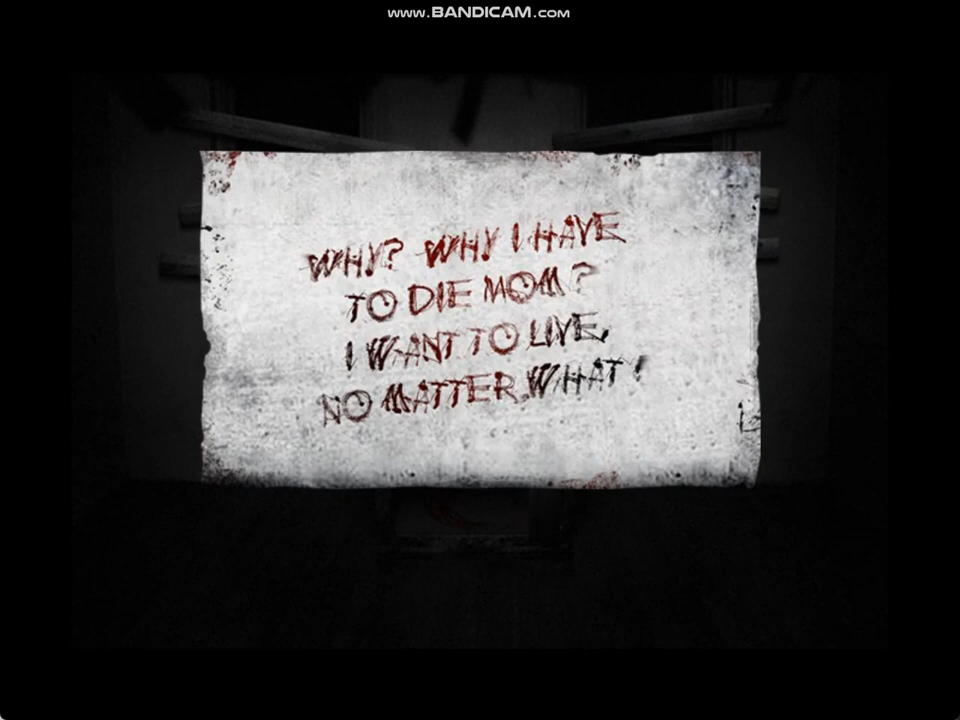 www.BANDICAM.com
WHY? WHY I HAVE
TO DIE MOM?
I WANT TO LIVE,
NO MATTER WHAT!